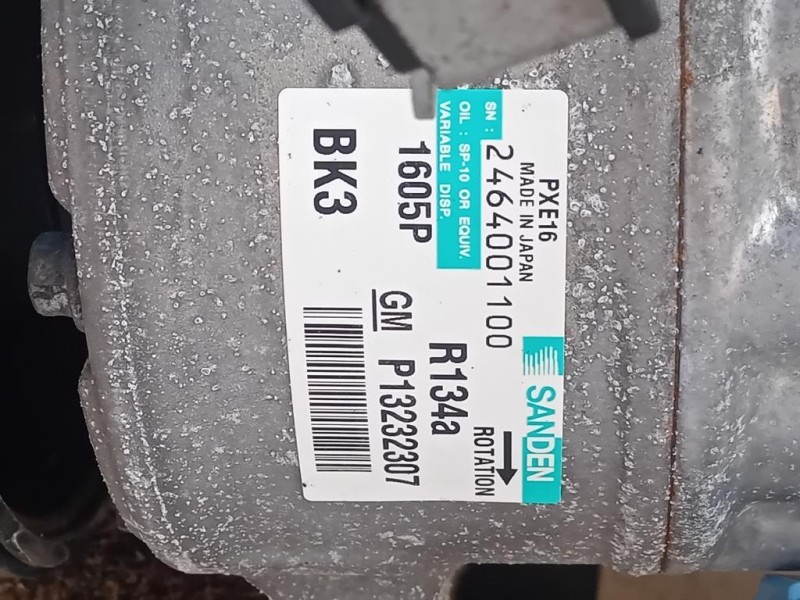 PXE16
MADE IN JAPAN
SANDEN
SN : 2464001100
ROTATION
OIL : SP-10 OR EQUIV.
VARIABLE DISP.
R134a
1605P
GM P13232307
BK3